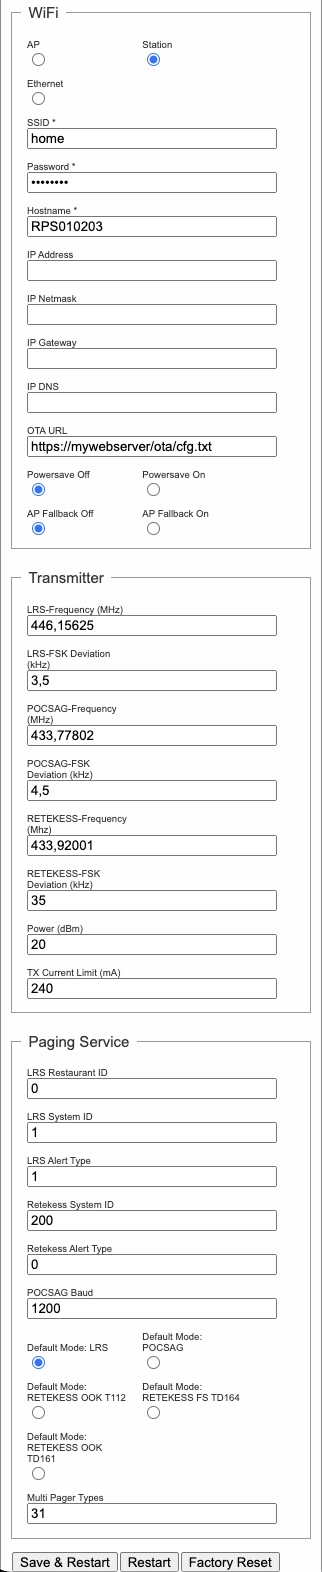 WiFi
AP Station
Ethernet
SSID *
home
Password *
••••••••
Hostname *
RPS010203
IP Address
IP Netmask
IP Gateway
IP DNS
OTA URL
https://mywebserver/ota/cfg.txt
Powersave Off Powersave On
AP Fallback Off AP Fallback On
Transmitter
LRS-Frequency (MHz)
446,15625
LRS-FSK Deviation
(kHz)
3,5
POCSAG-Frequency
(MHz)
433,77802
POCSAG-FSK
Deviation (kHz)
4,5
RETEKESS-Frequency
(Mhz)
433,92001
RETEKESS-FSK
Deviation (kHz)
35
Power (dBm)
20
TX Current Limit (mA)
240
Paging Service
LRS Restaurant ID
0
LRS System ID
1
LRS Alert Type
1
Retekess System ID
200
Retekess Alert Type
0
POCSAG Baud
1200
Default Mode: LRS
Default Mode:
POCSAG
Default Mode:
RETEKESS OOK T112
Default Mode:
RETEKESS FS TD164
Default Mode:
RETEKESS OOK
TD161
Multi Pager Types
31
Save & Restart Restart Factory Reset